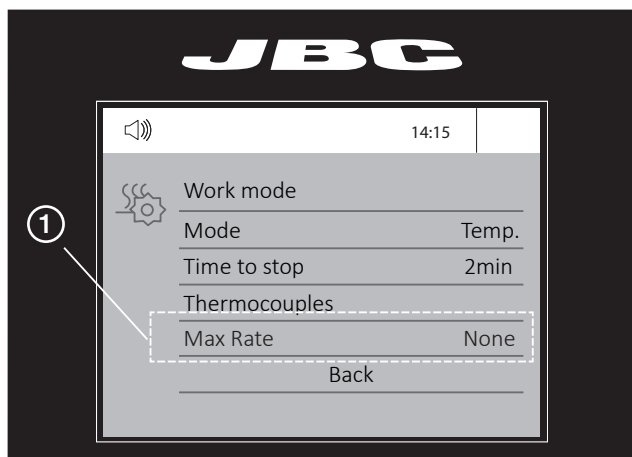 JBC
14:15
Work mode
Mode Temp.
Time to stop 2min
Thermocouples
1 Max Rate None
Back